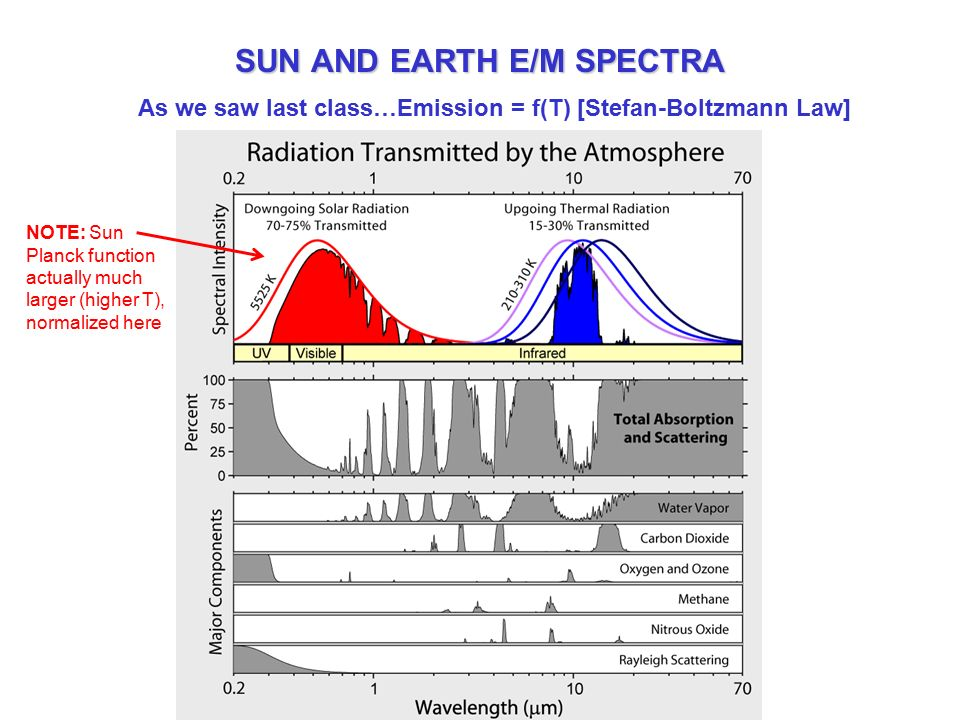 SUN AND EARTH E/M SPECTRA
As we saw last class…Emission = f(T) [Stefan-Boltzmann Law]
NOTE: Sun
Planck function
actually much
larger (higher T),
normalized here
Radiation Transmitted by the Atmosphere
0.2 1 10 70
Spectral Intensity
Downgoing Solar Radiation
70-75% Transmitted
Upgoing Thermal Radiation
15-30% Transmitted
5525 K
210-310 K
UV Visible Infrared
Percent
100
75
50
25
0
Total Absorption
and Scattering
Major Components
Water Vapor
Carbon Dioxide
Oxygen and Ozone
Methane
Nitrous Oxide
Rayleigh Scattering
0.2 1 10 70
Wavelength (μm)